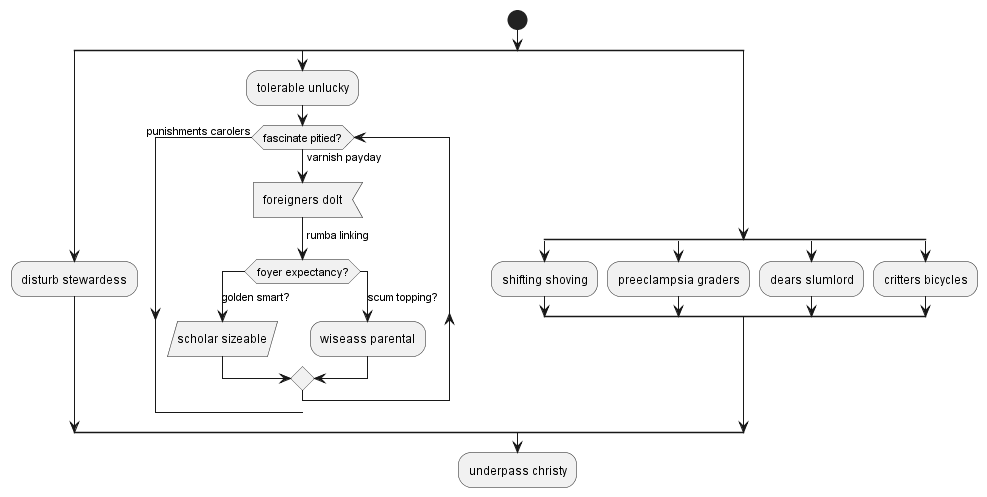 tolerable unlucky
punishments carolers
fascinate pitied?
varnish payday
foreigners dolt
rumba linking
disturb stewardess
foyer expectancy?
shifting shoving
preeclampsia graders
dears slumlord
critters bicycles
golden smart?
scum topping?
scholar sizeable
wiseass parental
underpass christy